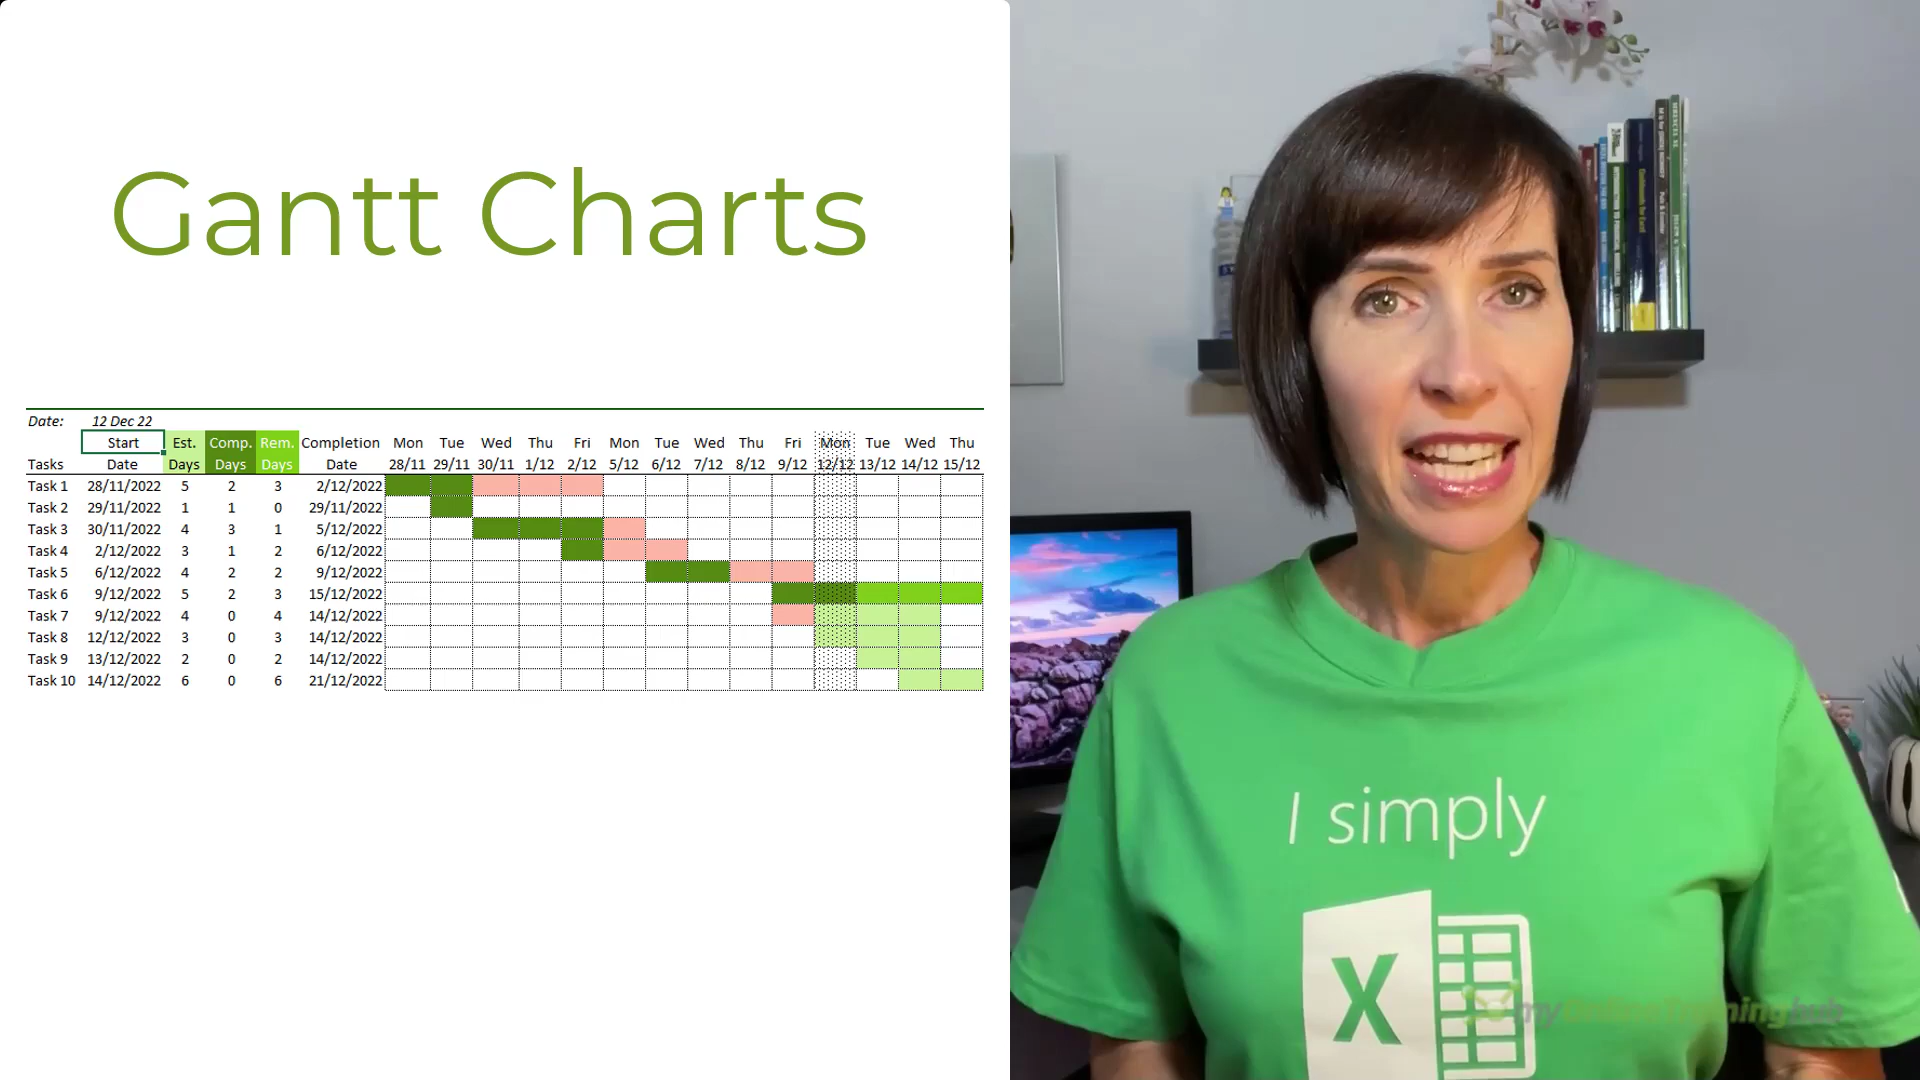 Gantt Charts
Date: 12 Dec 22
Start Est. Comp. Rem. Completion Mon Tue Wed Thu Fri Mon Tue Wed Thu Fri Mon Tue Wed Thu
Tasks Date Days Days Days Date 28/11 29/11 30/11 1/12 2/12 5/12 6/12 7/12 8/12 9/12 12/12 13/12 14/12 15/12
Task 1 28/11/2022 5 2 3 2/12/2022
Task 2 29/11/2022 1 1 0 29/11/2022
Task 3 30/11/2022 4 3 1 5/12/2022
Task 4 2/12/2022 3 1 2 6/12/2022
Task 5 6/12/2022 4 2 2 9/12/2022
Task 6 9/12/2022 5 2 3 15/12/2022
Task 7 9/12/2022 4 0 4 14/12/2022
Task 8 12/12/2022 3 0 3 14/12/2022
Task 9 13/12/2022 2 0 2 14/12/2022
Task 10 14/12/2022 6 0 6 21/12/2022
I simply
X
myOnlineTraininghub